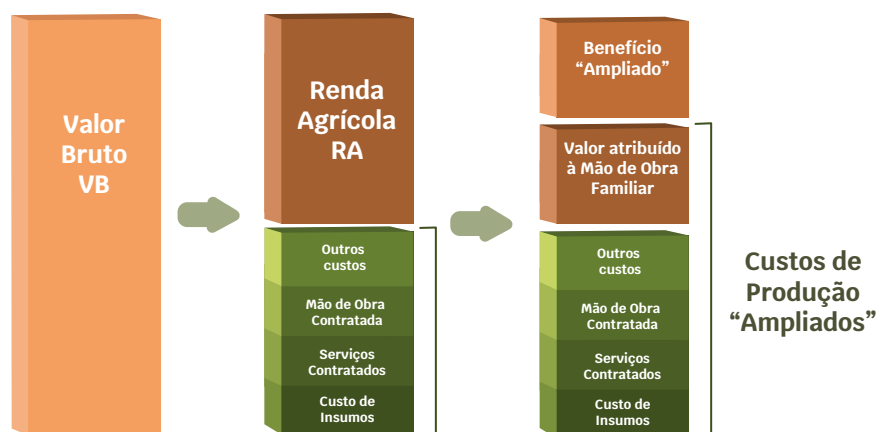 Valor
Bruto
VB
Renda
Agrícola
RA
Outros
custos
Mão de Obra
Contratada
Serviços
Contratados
Custo de
Insumos
Benefício
“Ampliado”
Valor atribuído
à Mão de Obra
Familiar
Outros
custos
Mão de Obra
Contratada
Serviços
Contratados
Custo de
Insumos
Custos de
Produção
“Ampliados”